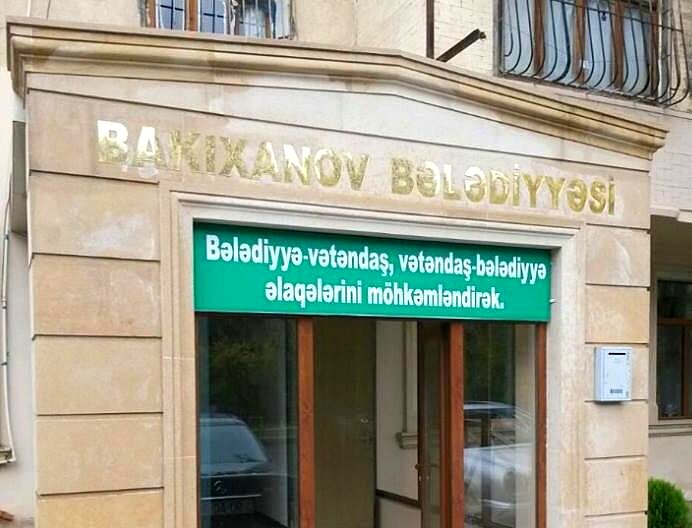 BAKIXANOV BƏLƏDİYYƏSİ
Bələdiyyə-vətəndaş, vətəndaş-bələdiyyə
əlaqələrini möhkəmləndirək.